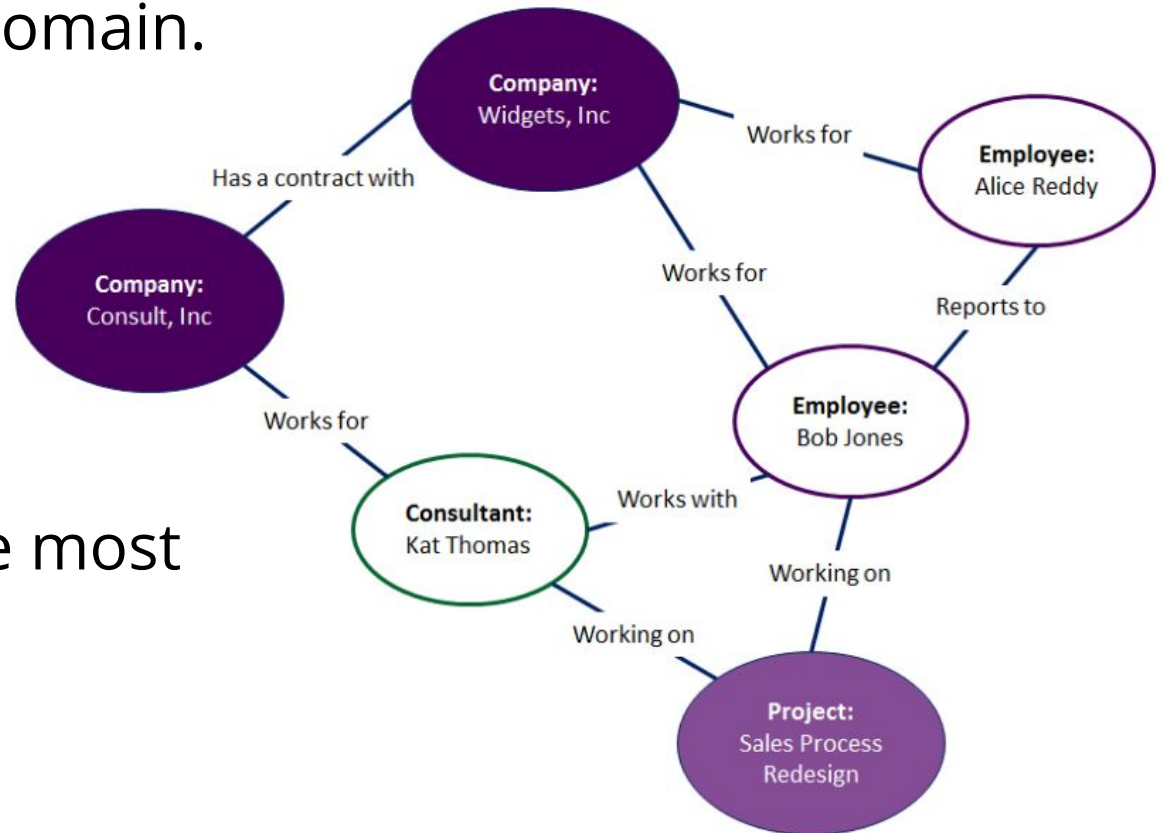 omain.
Company:
Widgets, Inc
Works for
Employee:
Alice Reddy
Has a contract with
Company:
Consult, Inc
Works for
Reports to
Employee:
Bob Jones
Works for
Consultant:
Kat Thomas
Works with
e most
Working on
Working on
Project:
Sales Process
Redesign